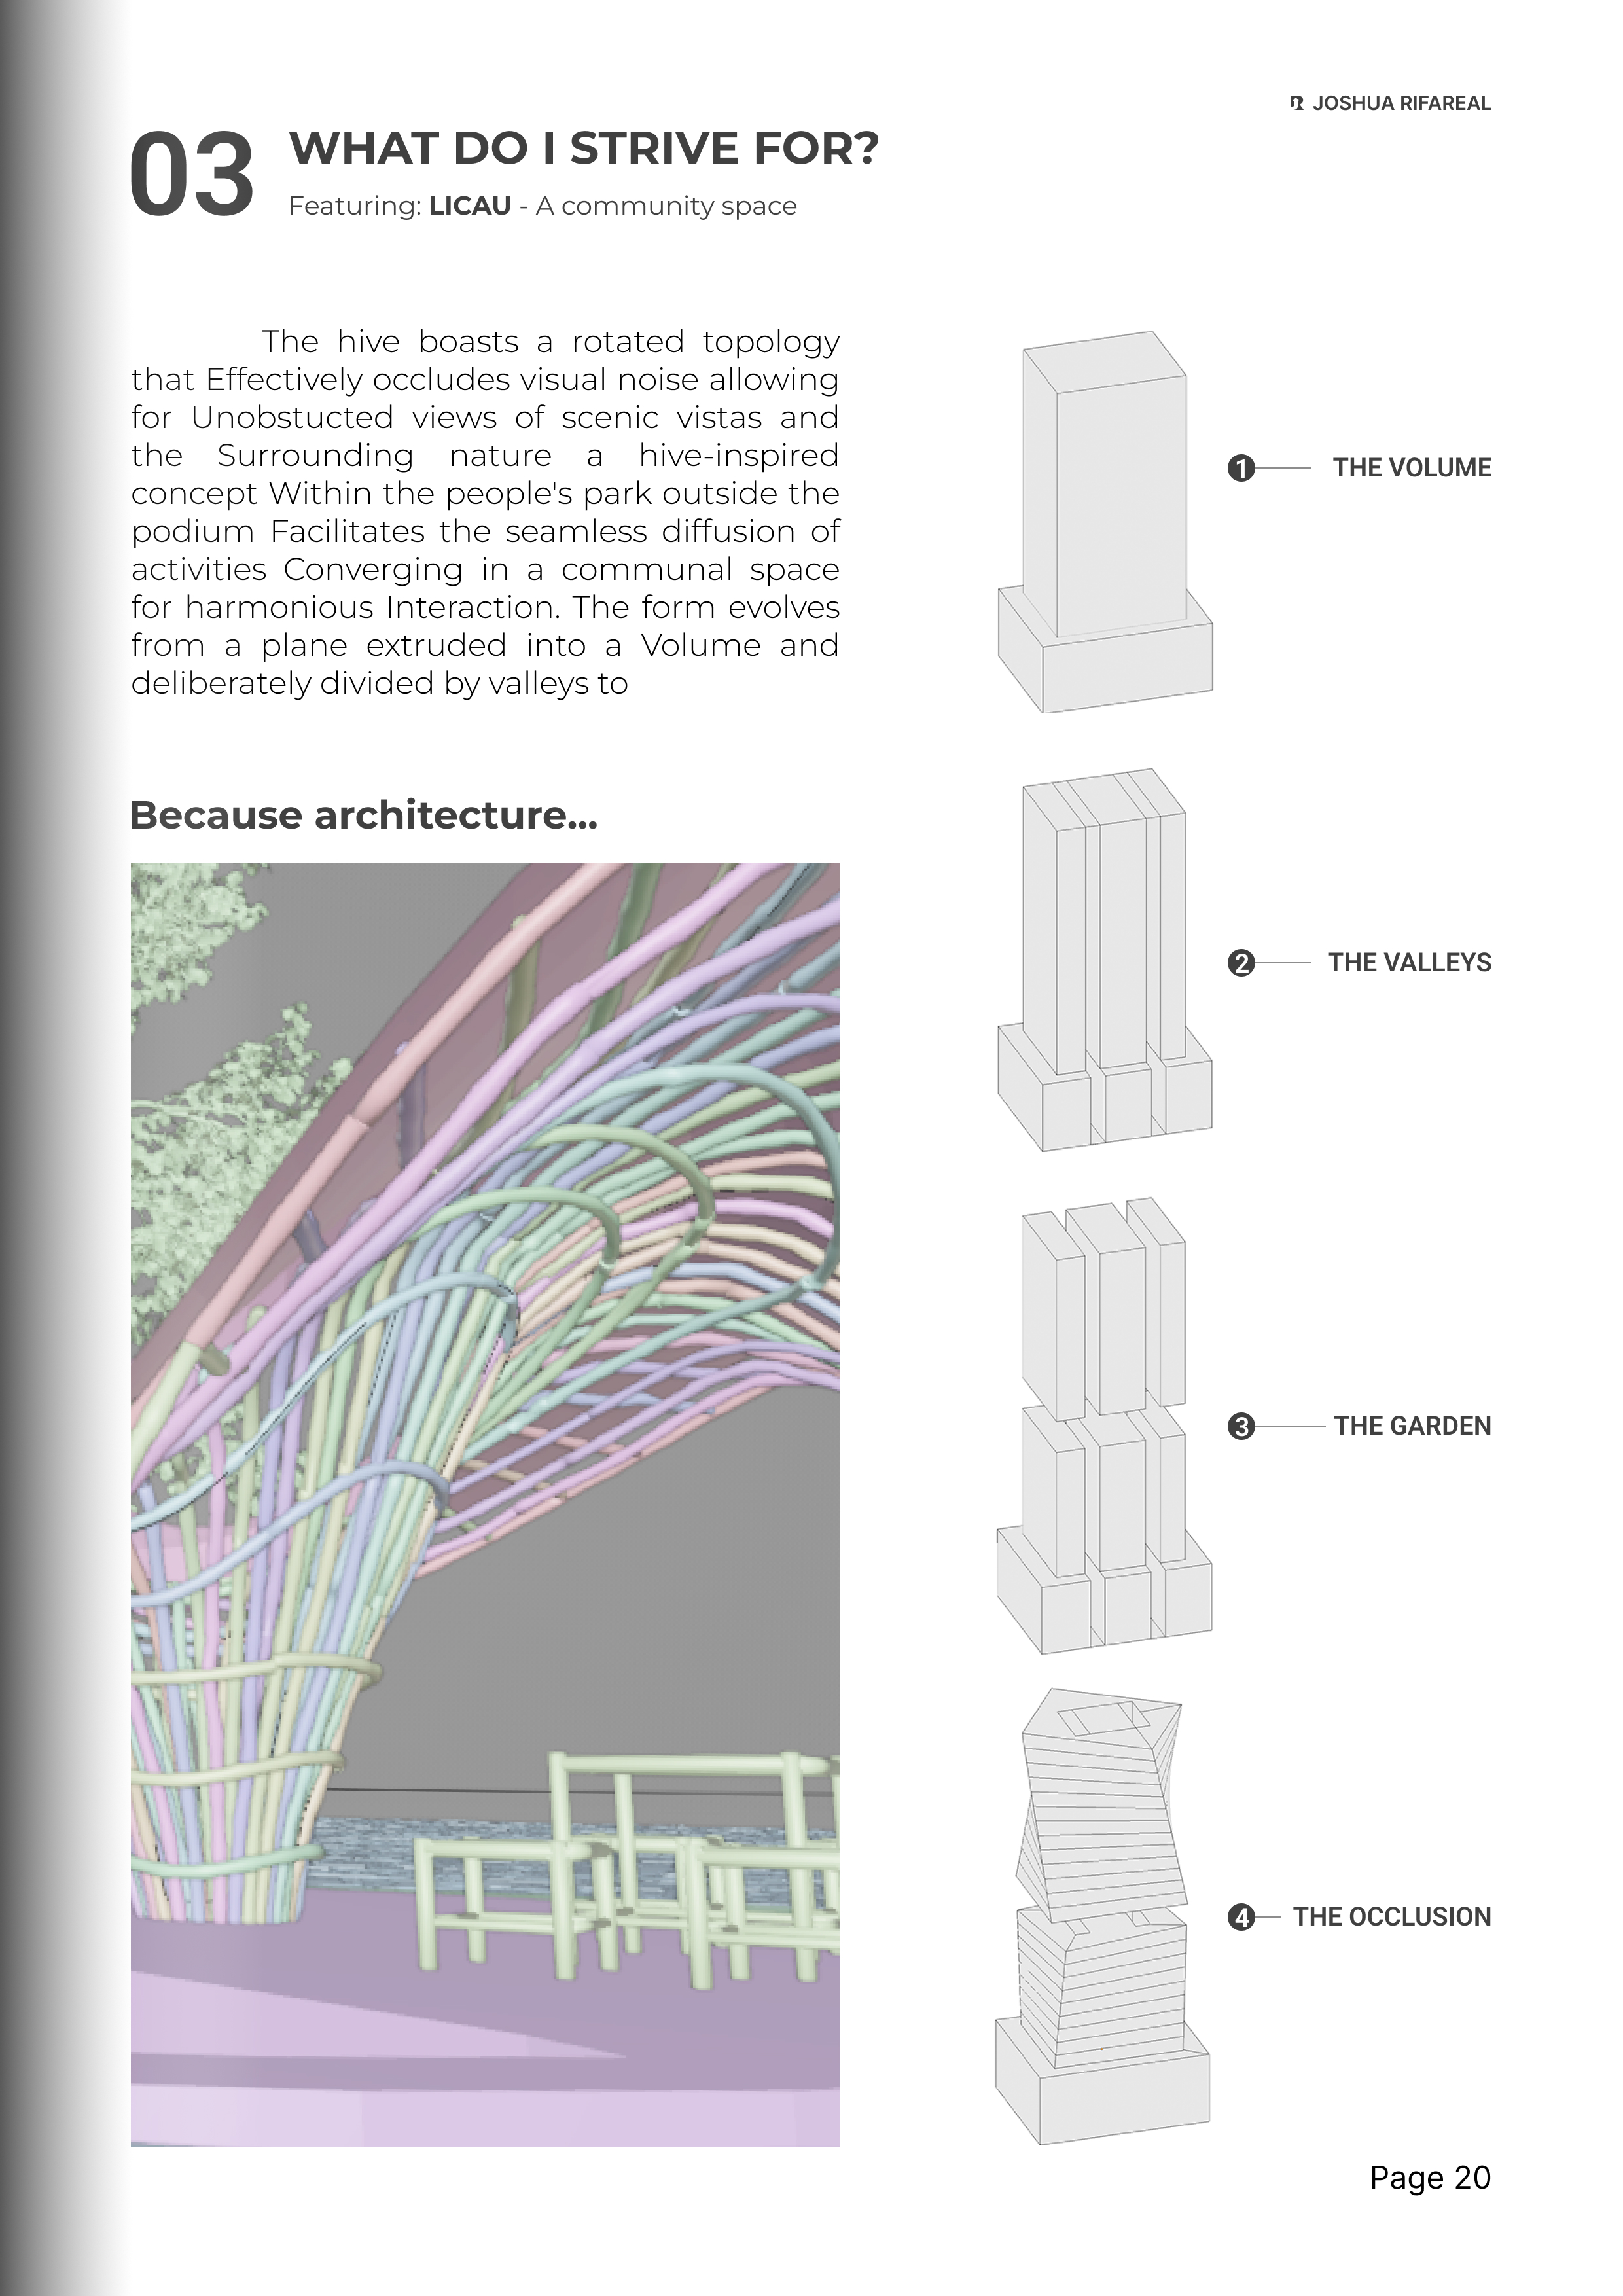 JOSHUA RIFAREAL
03
WHAT DO I STRIVE FOR?
Featuring: LICAU - A community space
The hive boasts a rotated topology
that Effectively occludes visual noise allowing
for Unobstucted views of scenic vistas and
the Surrounding nature a hive-inspired
concept Within the people's park outside the
podium Facilitates the seamless diffusion of
activities Converging in a communal space
for harmonious Interaction. The form evolves
from a plane extruded into a Volume and
deliberately divided by valleys to
Because architecture...
1 THE VOLUME
2 THE VALLEYS
3 THE GARDEN
4 THE OCCLUSION
Page 20